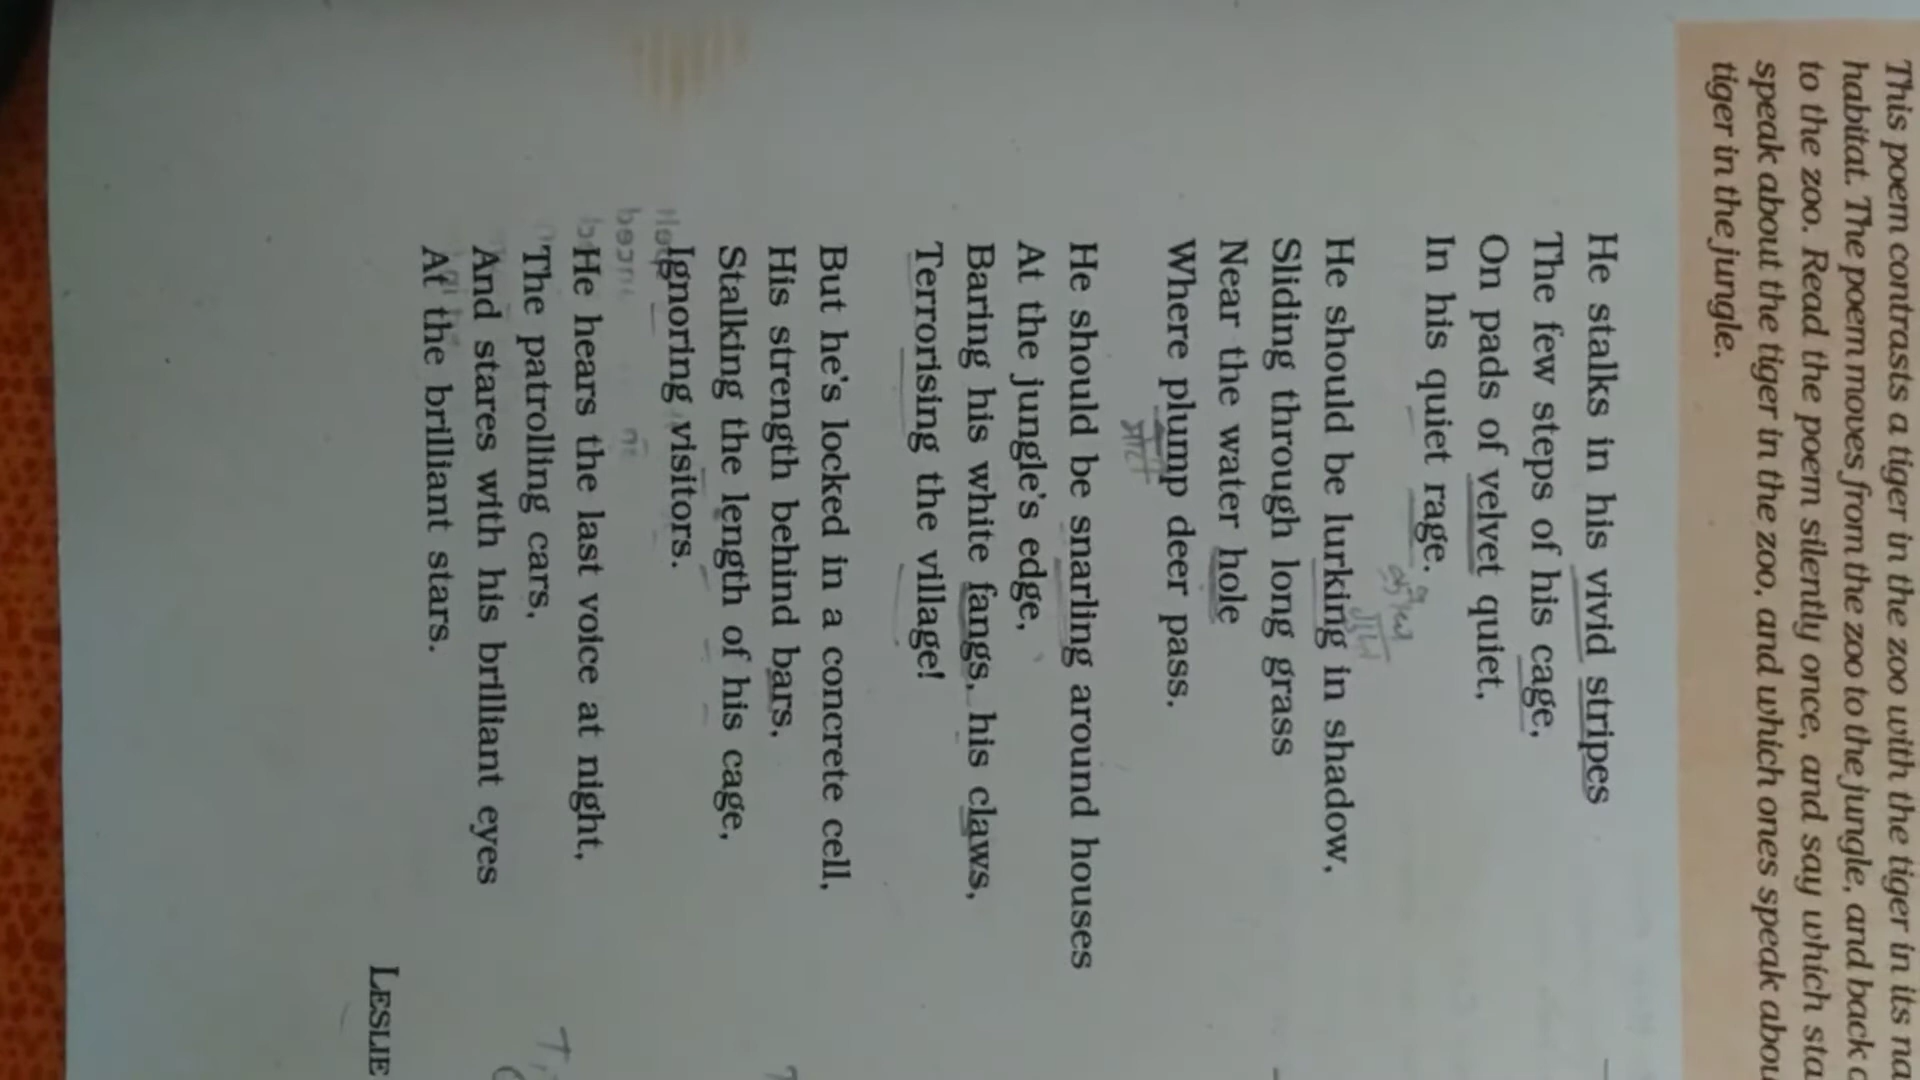 This poem contrasts a tiger in the zoo with the tiger in its
habitat. The poem moves from the zoo to the jungle, and back
to the zoo. Read the poem silently once, and say which
speak about the tiger in the zoo, and which ones speak
tiger in the jungle.
He stalks in his vivid stripes
The few steps of his cage,
On pads of velvet quiet,
In his quiet rage.
He should be lurking in shadow,
Sliding through long grass
Near the water hole
Where plump deer pass.
He should be snarling around houses
At the jungle's edge,
Baring his white fangs, his claws,
Terrorising the village!
But he's locked in a concrete cell,
His strength behind bars,
Stalking the length of his cage,
Ignoring visitors.
He hears the last voice at night,
The patrolling cars,
And stares with his brilliant eyes
At the brilliant stars.
LESLIE